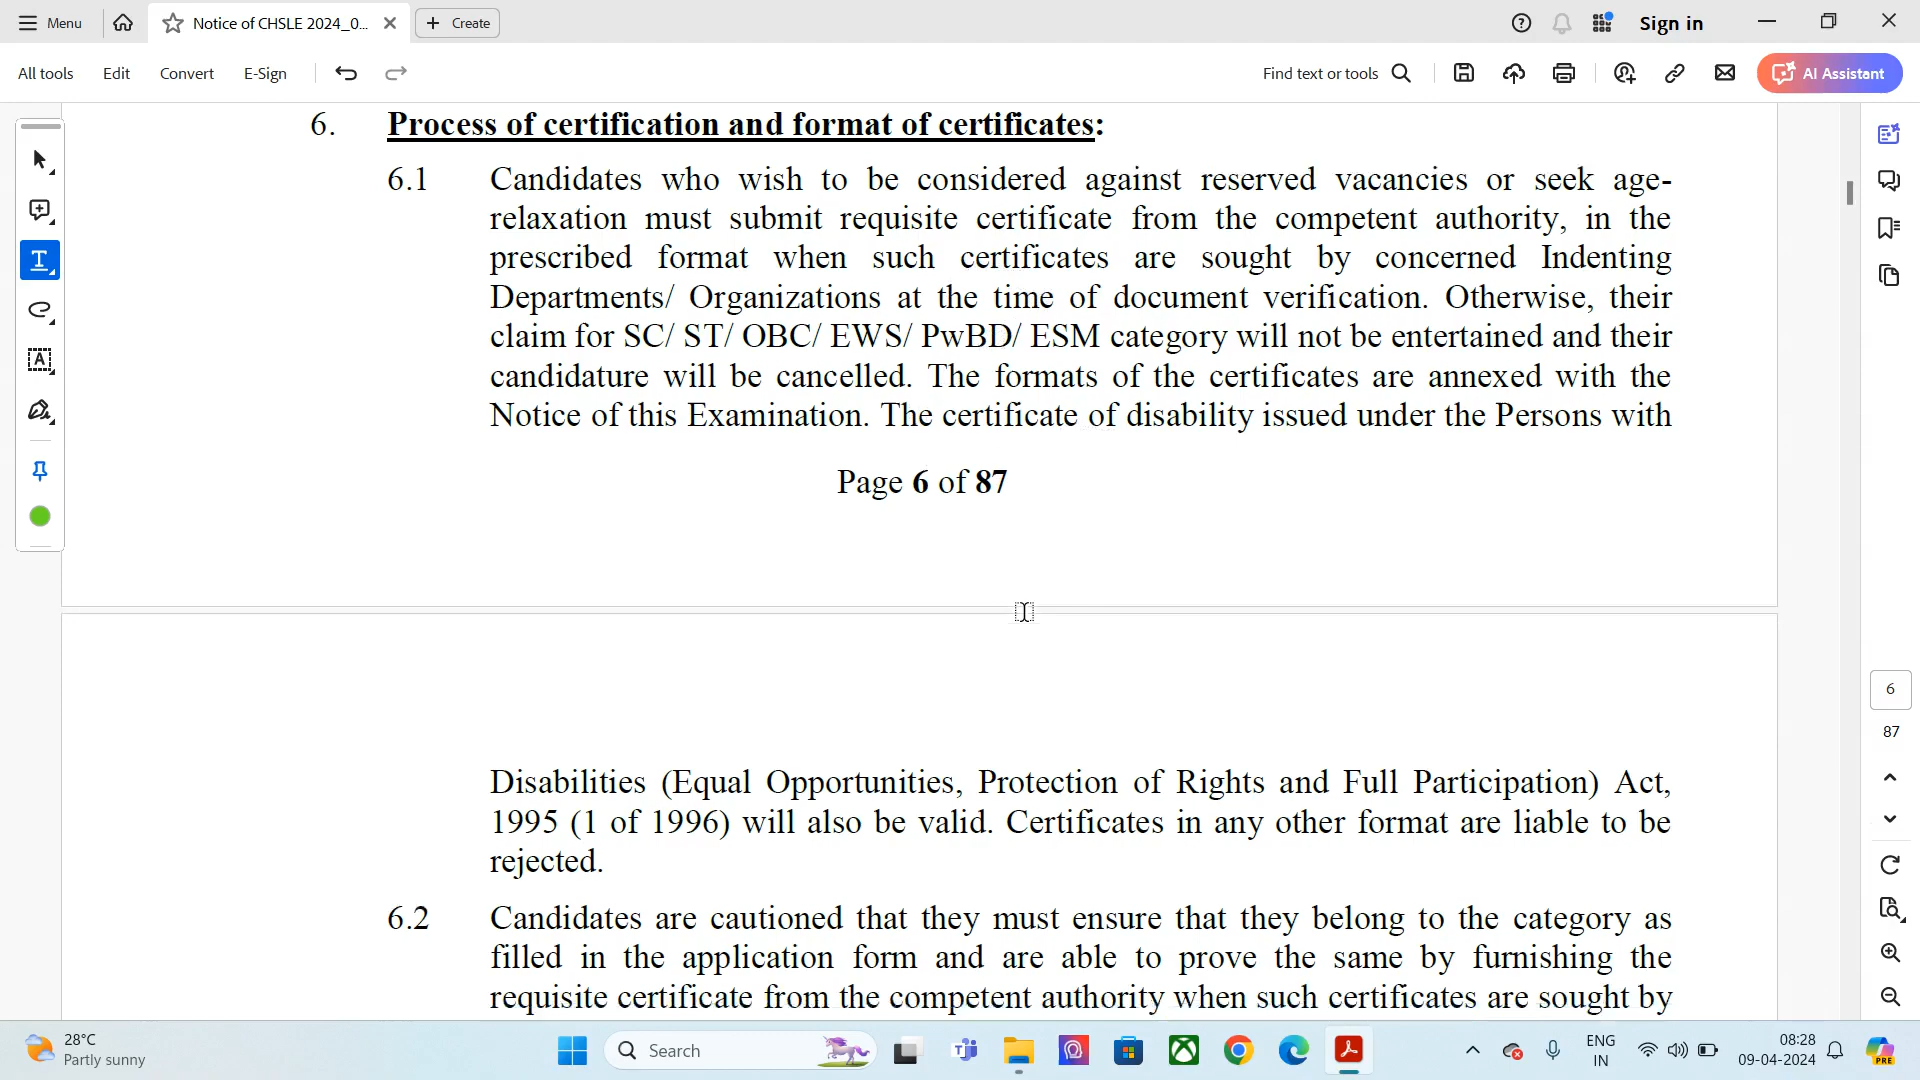 Menu
Notice of CHSLE 2024_0...
Create
Sign in
All tools
Edit
Convert
E-Sign
Find text or tools
AI Assistant
6. Process of certification and format of certificates:
6.1 Candidates who wish to be considered against reserved vacancies or seek age-
relaxation must submit requisite certificate from the competent authority, in the
prescribed format when such certificates are sought by concerned Indenting
Departments/ Organizations at the time of document verification. Otherwise, their
claim for SC/ ST/ OBC/ EWS/ PwBD/ ESM category will not be entertained and their
candidature will be cancelled. The formats of the certificates are annexed with the
Notice of this Examination. The certificate of disability issued under the Persons with
Page 6 of 87
Disabilities (Equal Opportunities, Protection of Rights and Full Participation) Act,
1995 (1 of 1996) will also be valid. Certificates in any other format are liable to be
rejected.
6.2 Candidates are cautioned that they must ensure that they belong to the category as
filled in the application form and are able to prove the same by furnishing the
requisite certificate from the competent authority when such certificates are sought by
6
87
28°C
Partly sunny
Search
ENG
IN
08:28
09-04-2024
PRE